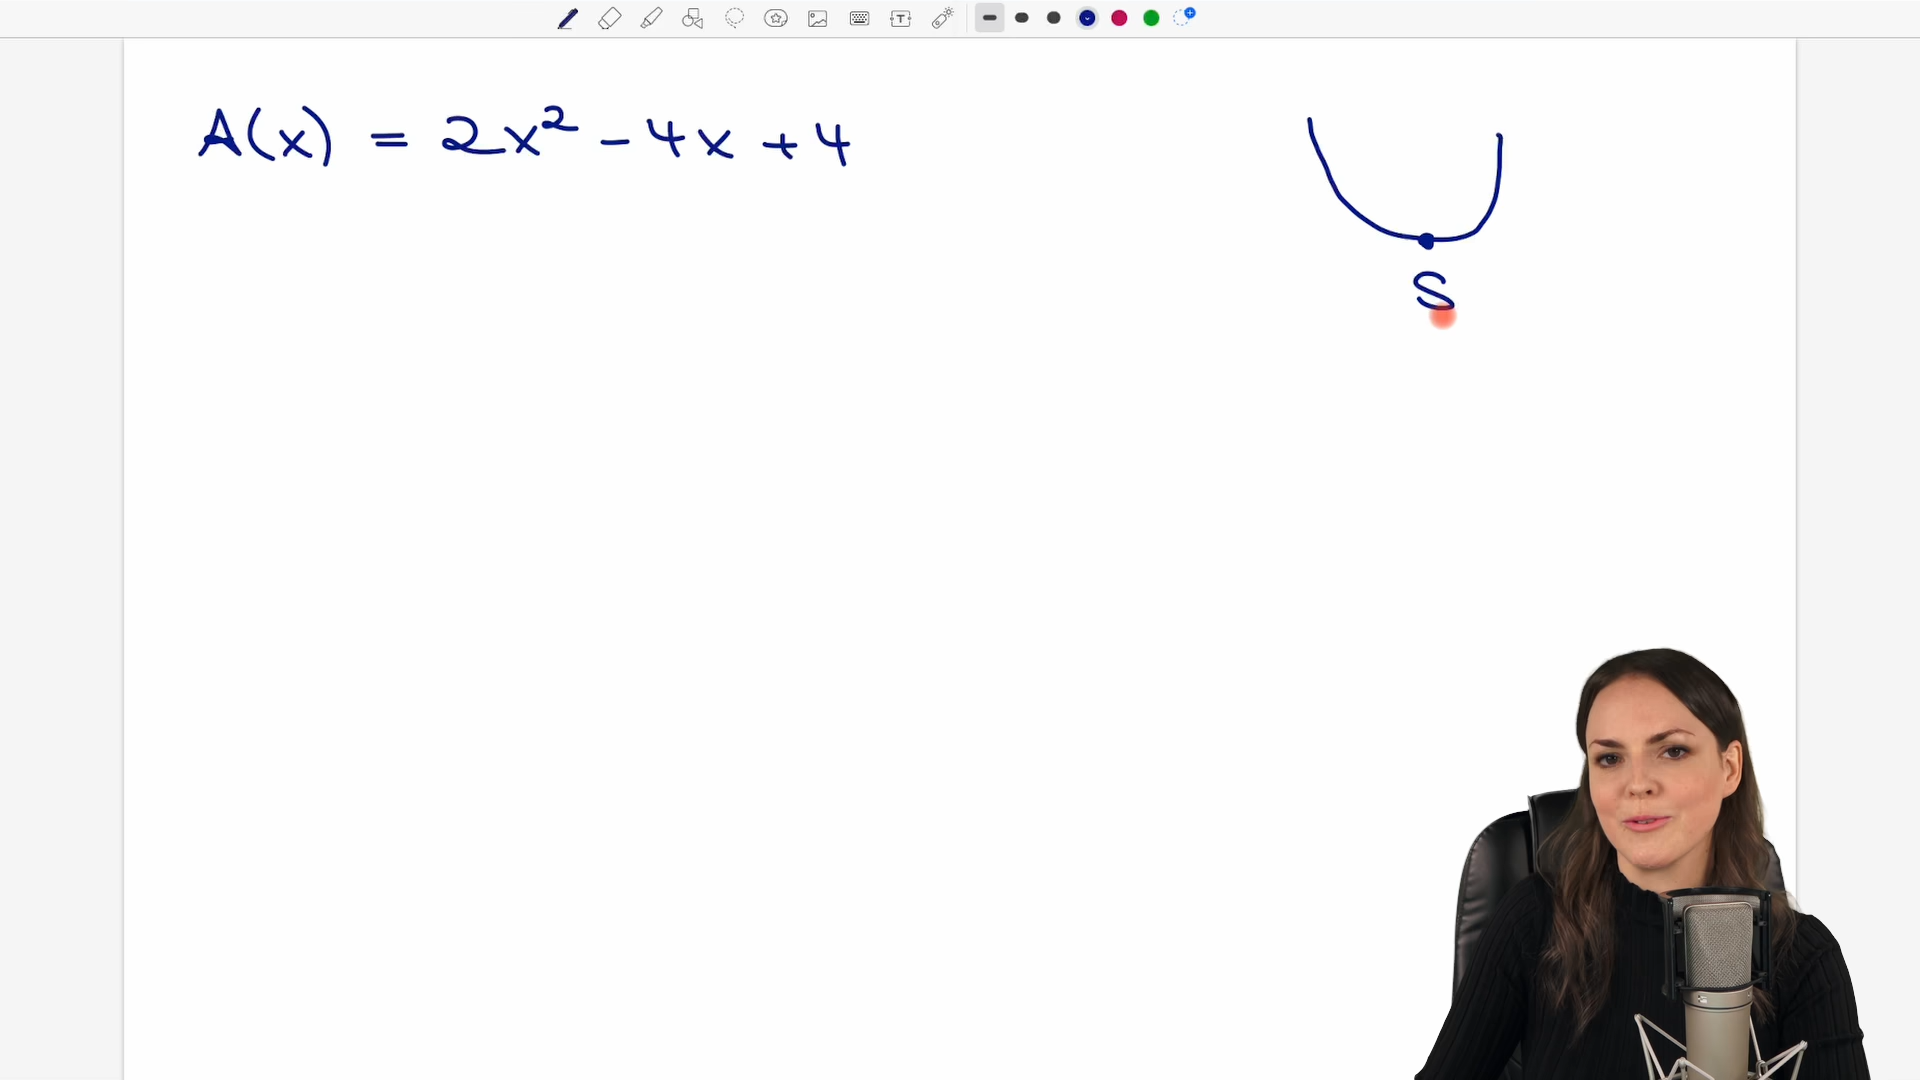 A(x) = 2x² - 4x + 4
S